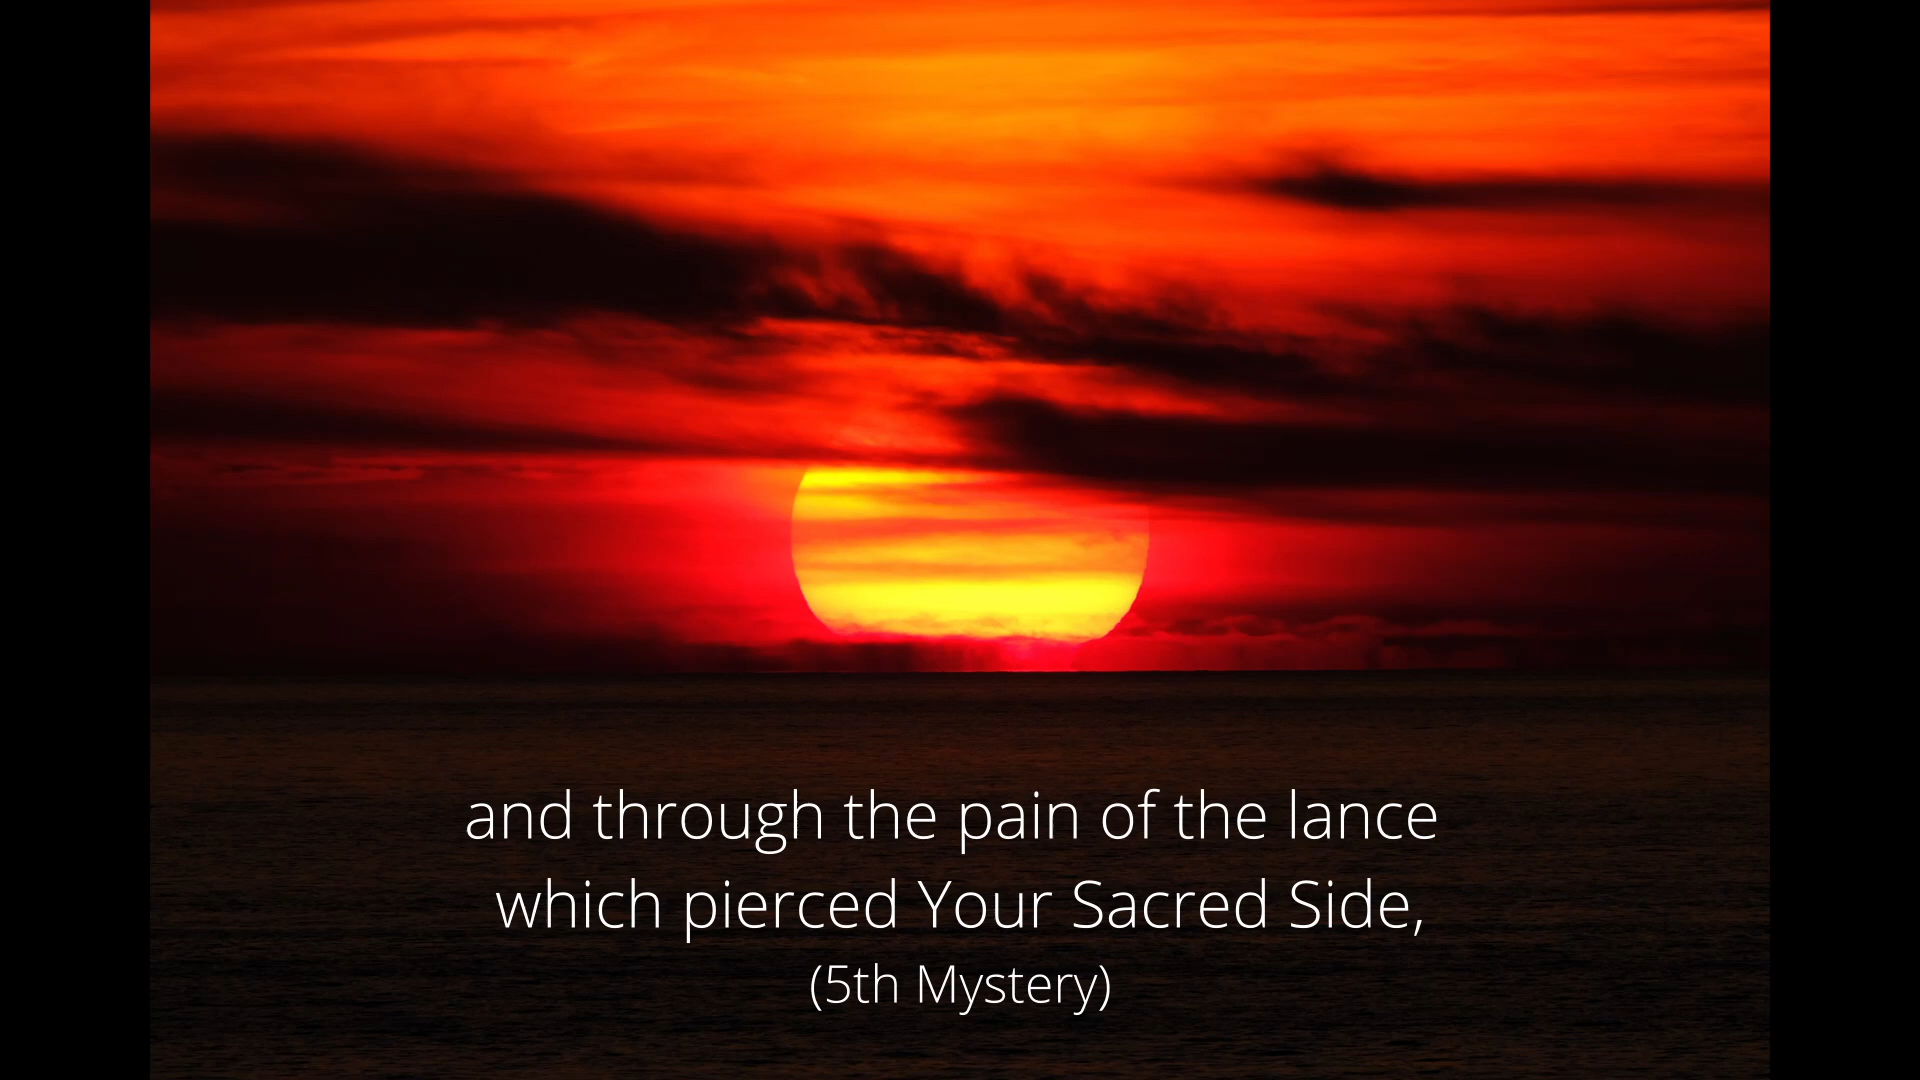 and through the pain of the lance
which pierced Your Sacred Side,
(5th Mystery)